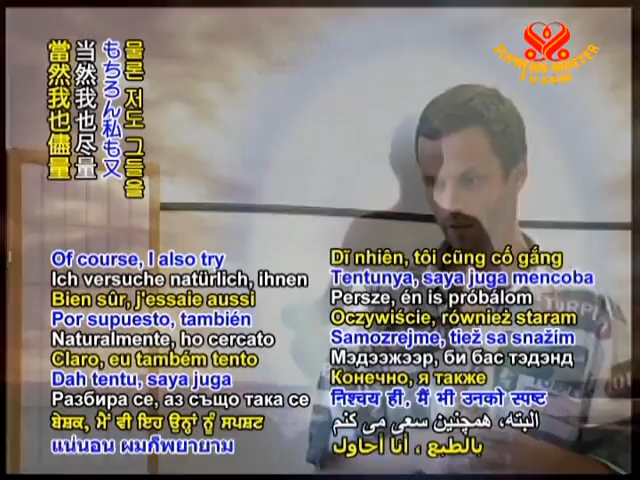 SUPREME MASTER
TV.COM
當然我也儘量
当然我也尽量
もちろん私も又
물론 저도 그들을
Of course, I also try
Ich versuche natürlich, ihnen
Bien sûr, j'essaie aussi
Por supuesto, también
Naturalmente, ho cercato
Claro, eu também tento
Dah tentu, saya juga
Разбира се, аз също така се
ਬੇਸ਼ਕ, ਮੈਂ ਵੀ ਇਹ ਉਨ੍ਹਾਂ ਨੂੰ ਸਪਸ਼ਟ
แน่นอน ผมก็พยายาม
Dĩ nhiên, tôi cũng cố gắng
Tentunya, saya juga mencoba
Persze, én is próbálom
Oczywiście, również staram
Samozrejme, tiež sa snažím
Мэдээжээр, би бас тэдэнд
Конечно, я также
निश्चय ही, मैं भी उनको स्पष्ट
البته، همچنین سعی می کنم
بالطبع ، أنا أحاول